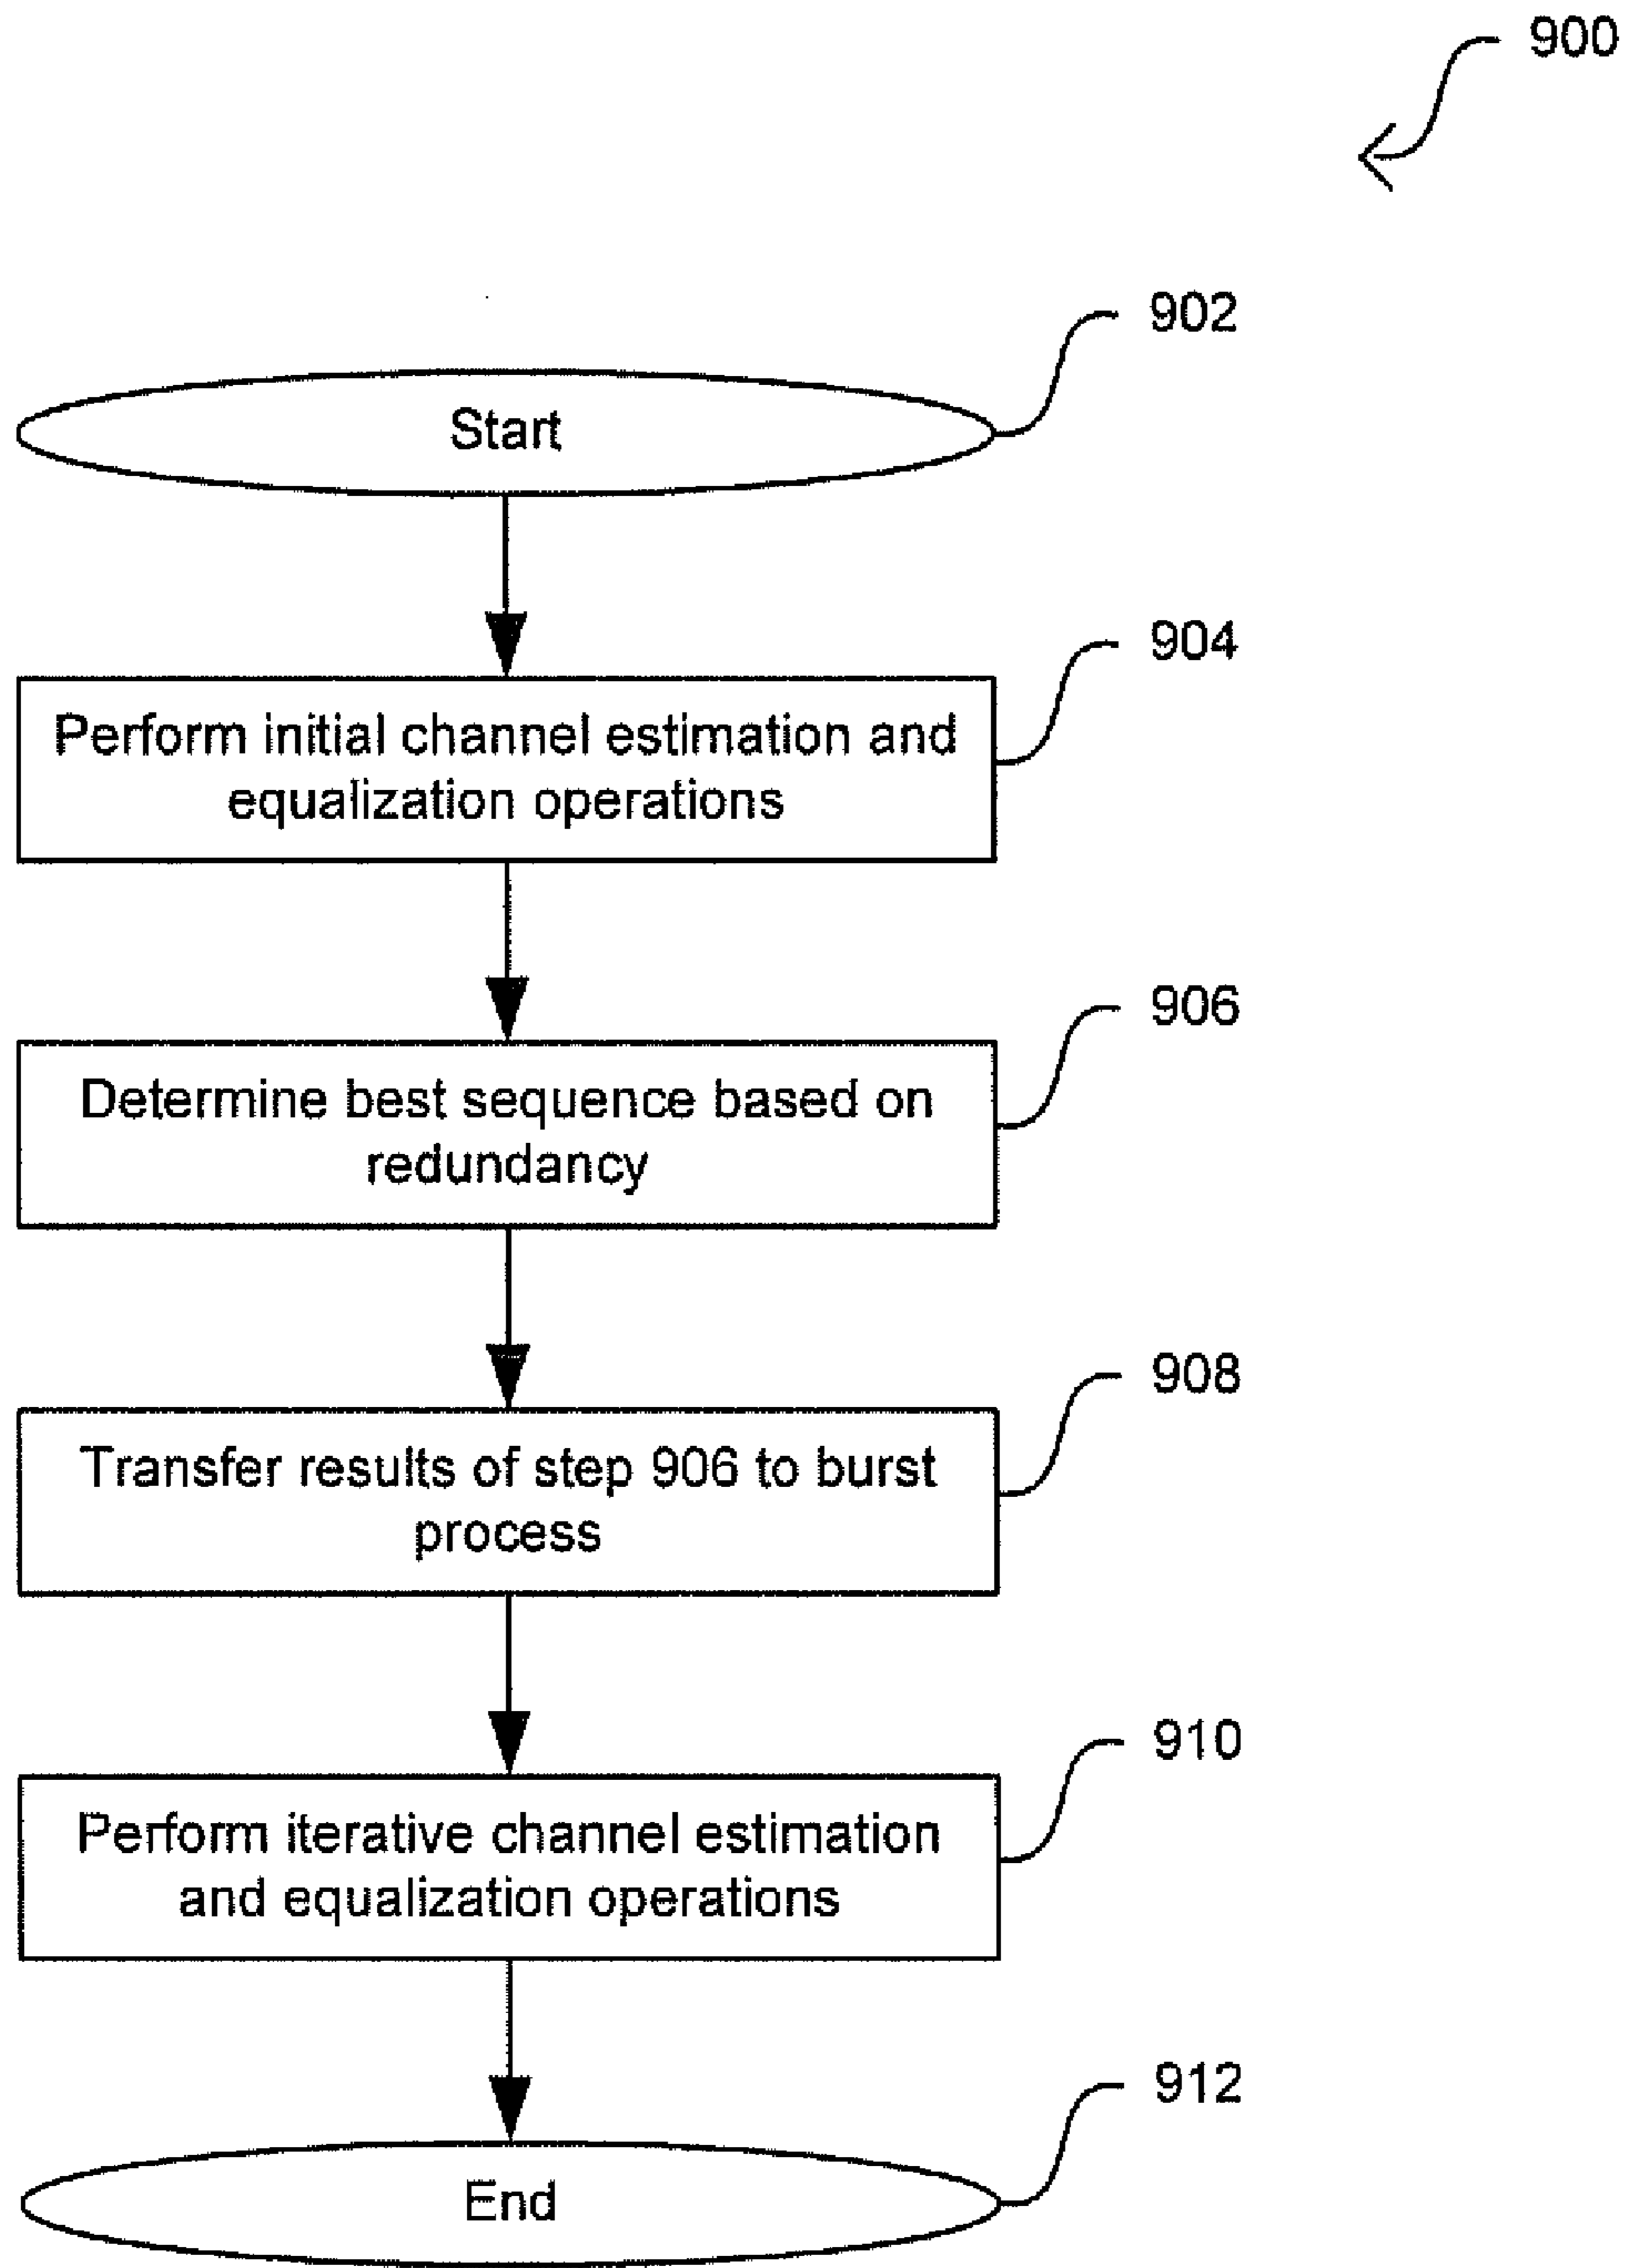 900
902
Start
904
Perform initial channel estimation and
equalization operations
906
Determine best sequence based on
redundancy
908
Transfer results of step 906 to burst
process
910
Perform iterative channel estimation
and equalization operations
912
End